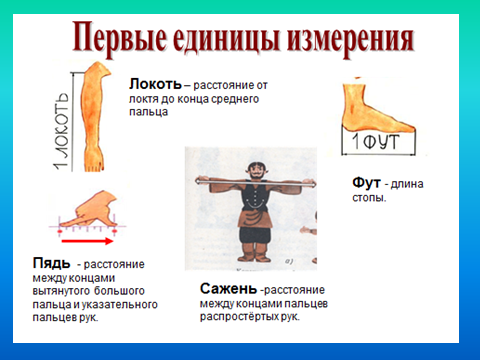 Первые единицы измерения
Локоть – расстояние от
локтя до конца среднего
пальца
1 ЛОКОТЬ
1 ФУТ
Фут - длина
стопы.
а)
Пядь - расстояние
между концами
вытянутого большого
пальца и указательного
пальцев рук.
Сажень -расстояние
между концами пальцев
распростёртых рук.